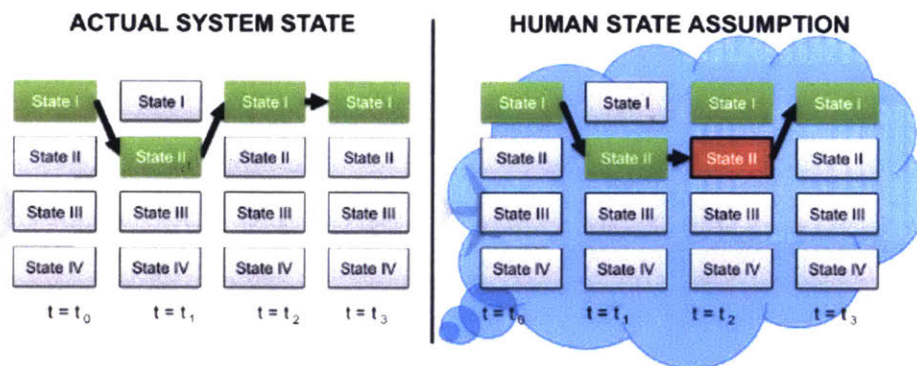 ACTUAL SYSTEM STATE
State I State I State I State I
State II State II State II State II
State III State III State III State III
State IV State IV State IV State IV
t = t0 t = t1 t = t2 t = t3
HUMAN STATE ASSUMPTION
State I State I State I State I
State II State II State II State II
State III State III State III State III
State IV State IV State IV State IV
t = t0 t = t1 t = t2 t = t3